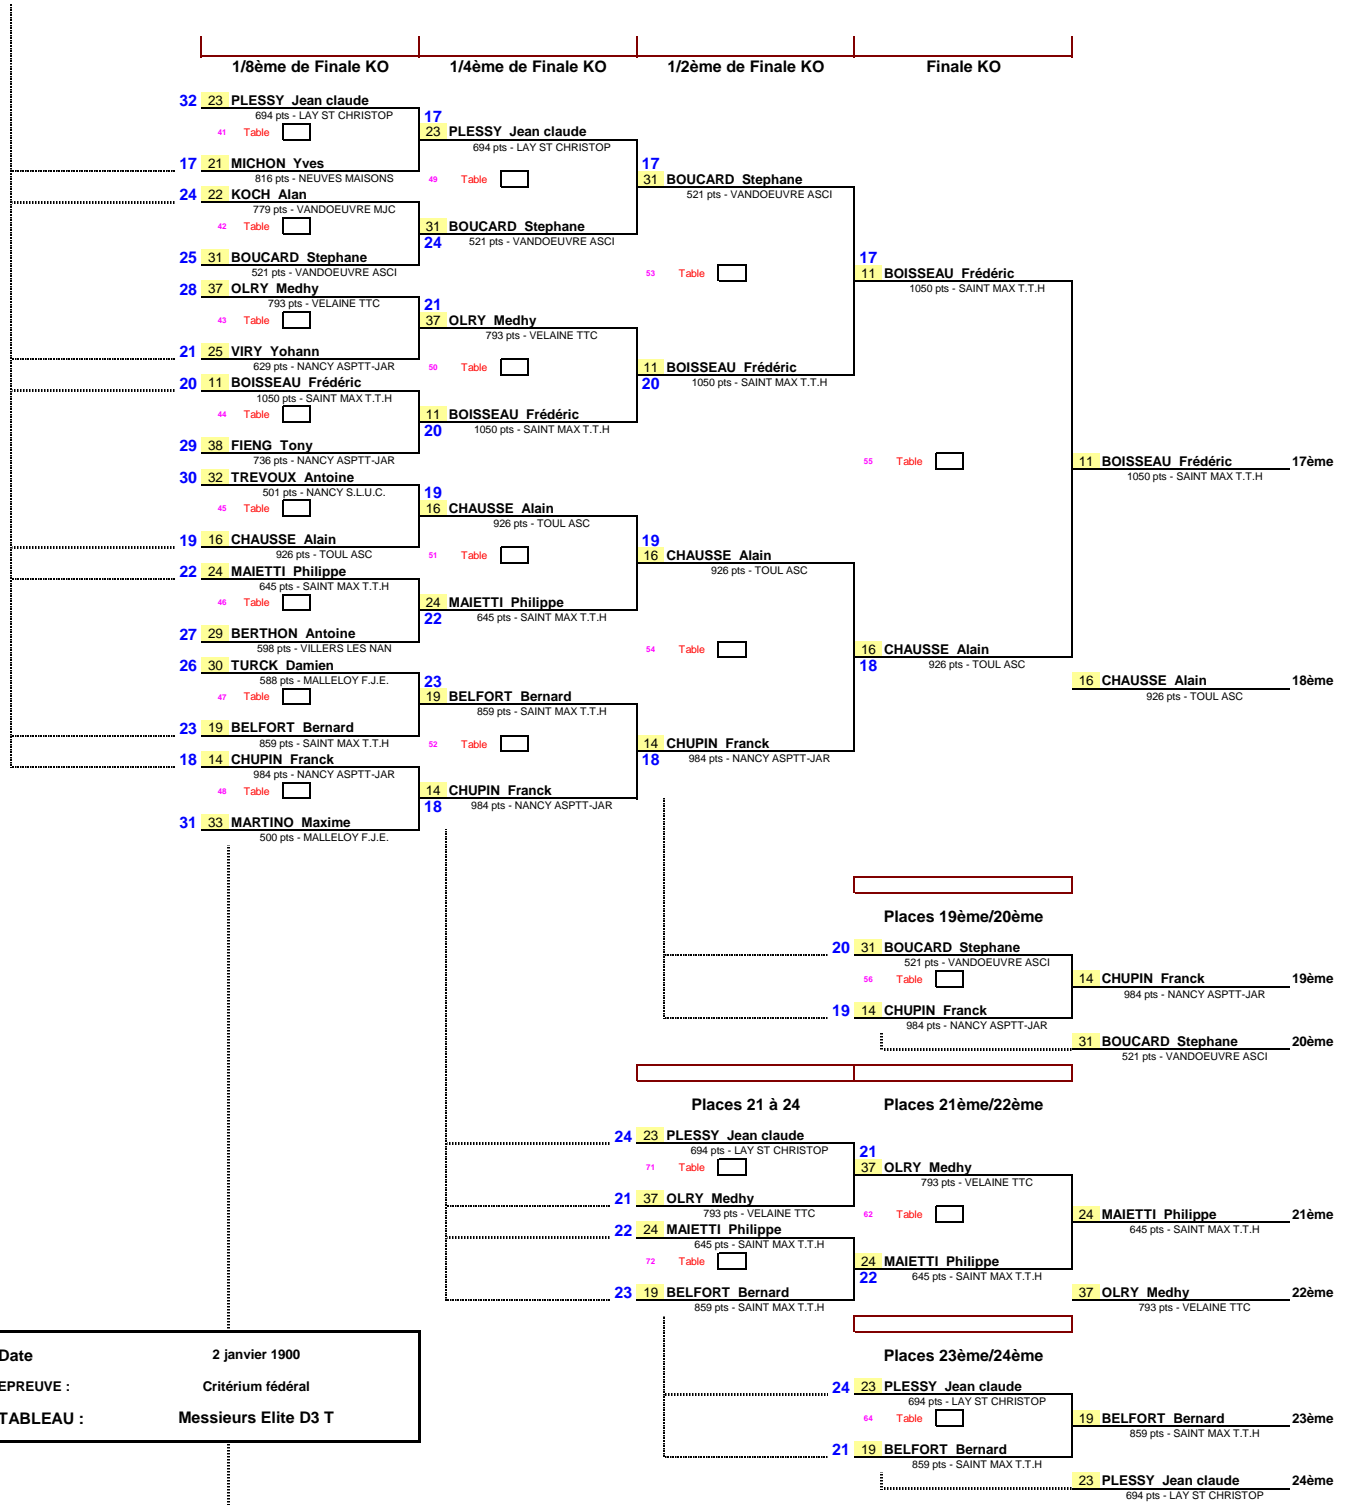 1/8ème de Finale KO 1/4ème de Finale KO 1/2ème de Finale KO Finale KO
32 23 PLESSY Jean claude
694 pts - LAY ST CHRISTOP
17
41 Table 23 PLESSY Jean claude
694 pts - LAY ST CHRISTOP
17 21 MICHON Yves 17
816 pts - NEUVES MAISONS 49 Table 31 BOUCARD Stephane
24 22 KOCH Alan 521 pts - VANDOEUVRE ASCI
779 pts - VANDOEUVRE MJC
42 Table 31 BOUCARD Stephane
24 521 pts - VANDOEUVRE ASCI
25 31 BOUCARD Stephane 17
521 pts - VANDOEUVRE ASCI 53 Table 11 BOISSEAU Frédéric
28 37 OLRY Medhy 1050 pts - SAINT MAX T.T.H
793 pts - VELAINE TTC 21
43 Table 37 OLRY Medhy
793 pts - VELAINE TTC
21 25 VIRY Yohann
629 pts - NANCY ASPTT-JAR 50 Table 11 BOISSEAU Frédéric
20 11 BOISSEAU Frédéric 20 1050 pts - SAINT MAX T.T.H
1050 pts - SAINT MAX T.T.H
44 Table 11 BOISSEAU Frédéric
20 1050 pts - SAINT MAX T.T.H
29 38 FIENG Tony
736 pts - NANCY ASPTT-JAR 55 Table 11 BOISSEAU Frédéric 17ème
30 32 TREVOUX Antoine 1050 pts - SAINT MAX T.T.H
501 pts - NANCY S.L.U.C. 19
45 Table 16 CHAUSSE Alain
926 pts - TOUL ASC
19 16 CHAUSSE Alain 19
926 pts - TOUL ASC 51 Table 16 CHAUSSE Alain
22 24 MAIETTI Philippe 926 pts - TOUL ASC
645 pts - SAINT MAX T.T.H
46 Table 24 MAIETTI Philippe
22 645 pts - SAINT MAX T.T.H
27 29 BERTHON Antoine
598 pts - VILLERS LES NAN 54 Table 16 CHAUSSE Alain
26 30 TURCK Damien 18 926 pts - TOUL ASC
588 pts - MALLELOY F.J.E. 23 16 CHAUSSE Alain 18ème
47 Table 19 BELFORT Bernard 926 pts - TOUL ASC
859 pts - SAINT MAX T.T.H
23 19 BELFORT Bernard
859 pts - SAINT MAX T.T.H 52 Table 14 CHUPIN Franck
18 14 CHUPIN Franck 18 984 pts - NANCY ASPTT-JAR
984 pts - NANCY ASPTT-JAR
48 Table 14 CHUPIN Franck
18 984 pts - NANCY ASPTT-JAR
31 33 MARTINO Maxime
500 pts - MALLELOY F.J.E.
Places 19ème/20ème
20 31 BOUCARD Stephane
521 pts - VANDOEUVRE ASCI
56 Table 14 CHUPIN Franck 19ème
984 pts - NANCY ASPTT-JAR
19 14 CHUPIN Franck
984 pts - NANCY ASPTT-JAR
31 BOUCARD Stephane 20ème
521 pts - VANDOEUVRE ASCI
Places 21 à 24 Places 21ème/22ème
24 23 PLESSY Jean claude
694 pts - LAY ST CHRISTOP 21
71 Table 37 OLRY Medhy
793 pts - VELAINE TTC
21 37 OLRY Medhy
793 pts - VELAINE TTC 62 Table 24 MAIETTI Philippe 21ème
22 24 MAIETTI Philippe 645 pts - SAINT MAX T.T.H
645 pts - SAINT MAX T.T.H
72 Table 24 MAIETTI Philippe
22 645 pts - SAINT MAX T.T.H
23 19 BELFORT Bernard 37 OLRY Medhy 22ème
859 pts - SAINT MAX T.T.H 793 pts - VELAINE TTC
Date 2 janvier 1900
EPREUVE : Critérium fédéral
TABLEAU : Messieurs Elite D3 T
Places 23ème/24ème
24 23 PLESSY Jean claude
694 pts - LAY ST CHRISTOP
64 Table 19 BELFORT Bernard 23ème
859 pts - SAINT MAX T.T.H
21 19 BELFORT Bernard
859 pts - SAINT MAX T.T.H
23 PLESSY Jean claude 24ème
694 pts - LAY ST CHRISTOP